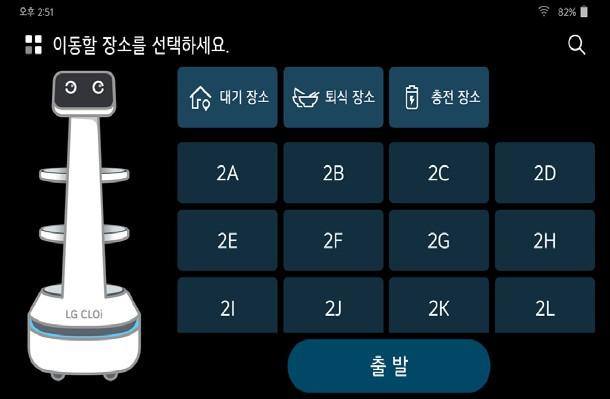 오후 2:51
82%
이동할 장소를 선택하세요.
대기 장소
퇴식 장소
충전 장소
2A
2B
2C
2D
2E
2F
2G
2H
2I
2J
2K
2L
LG CLOi
출 발